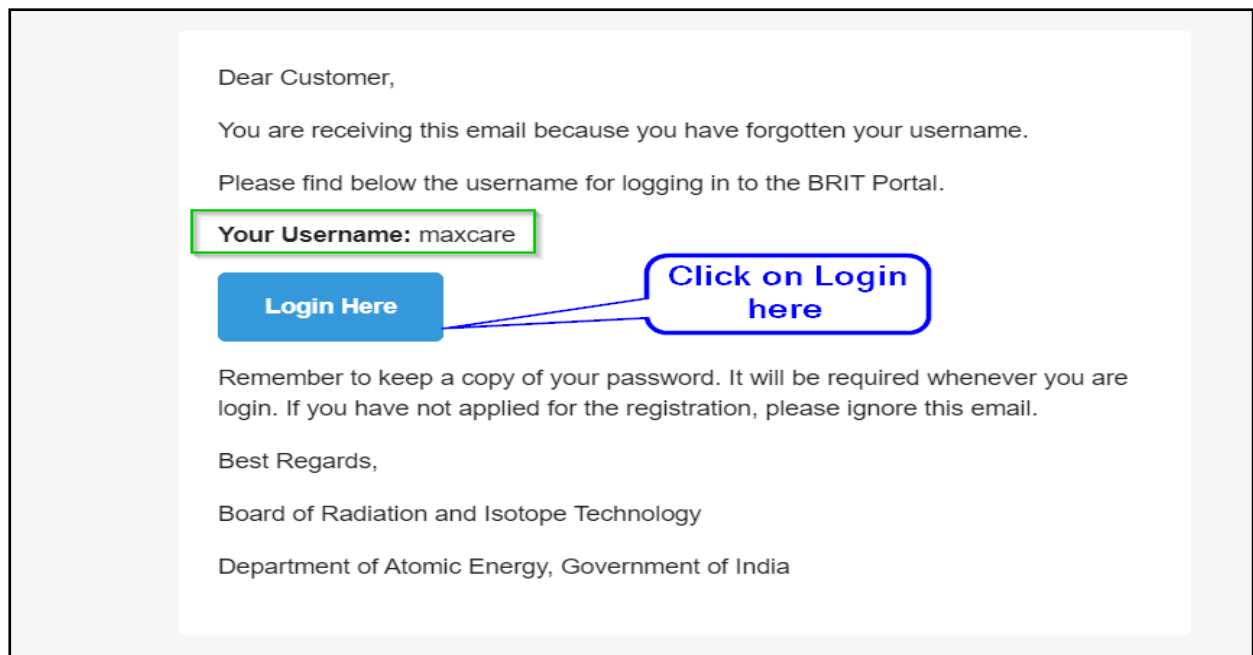 Dear Customer,
You are receiving this email because you have forgotten your username.
Please find below the username for logging in to the BRIT Portal.
Your Username: maxcare
Click on Login
here
Login Here
Remember to keep a copy of your password. It will be required whenever you are
login. If you have not applied for the registration, please ignore this email.
Best Regards,
Board of Radiation and Isotope Technology
Department of Atomic Energy, Government of India